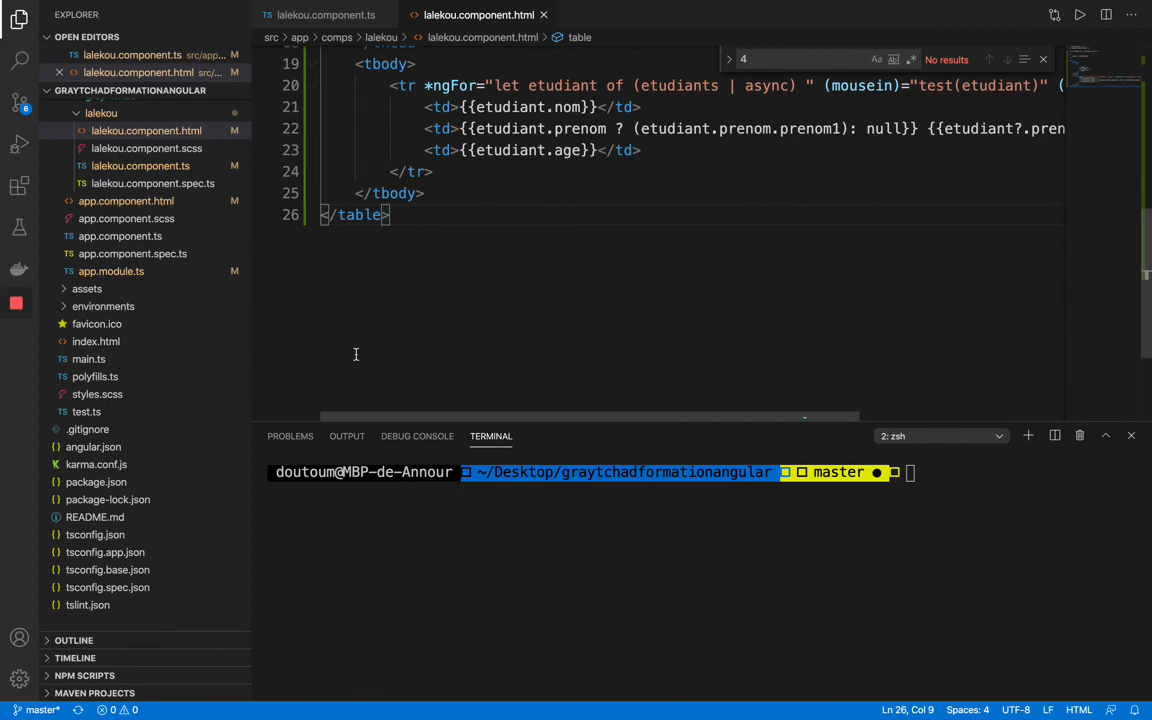 EXPLORER
OPEN EDITORS
lalekou.component.ts src/app... M
lalekou.component.html src/... M
GRAYTCHADFORMATIONANGULAR
lalekou
lalekou.component.html
lalekou.component.scss
lalekou.component.ts M
lalekou.component.spec.ts
app.component.html M
app.component.scss
app.component.ts
app.component.spec.ts
app.module.ts M
assets
environments
favicon.ico
index.html
main.ts
polyfills.ts
styles.scss
test.ts
.gitignore
angular.json
karma.conf.js
package.json
package-lock.json
README.md
tsconfig.json
tsconfig.app.json
tsconfig.base.json
tsconfig.spec.json
tslint.json
OUTLINE
TIMELINE
NPM SCRIPTS
MAVEN PROJECTS
6
lalekou.component.ts lalekou.component.html
src > app > comps > lalekou > lalekou.component.html > table
4 Aa Abl .* No results
19 <tbody>
20 <tr *ngFor="let etudiant of (etudiants | async) " (mousein)="test(etudiant)" (
21 <td>{{etudiant.nom}}</td>
22 <td>{{etudiant.prenom ? (etudiant.prenom.prenom1): null}} {{etudiant?.pren
23 <td>{{etudiant.age}}</td>
24 </tr>
25 </tbody>
26 </table>
PROBLEMS OUTPUT DEBUG CONSOLE TERMINAL 2: zsh
doutoum@MBP-de-Annour ~/Desktop/graytchadformationangular master ●
master* 0 0 Ln 26, Col 9 Spaces: 4 UTF-8 LF HTML